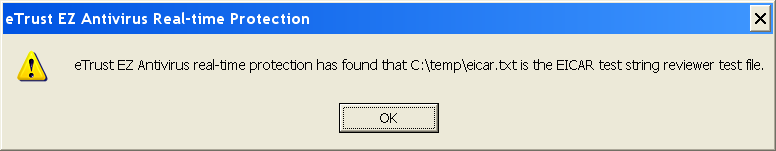 eTrust EZ Antivirus Real-time Protection
eTrust EZ Antivirus real-time protection has found that C:\temp\eicar.txt is the EICAR test string reviewer test file.
OK